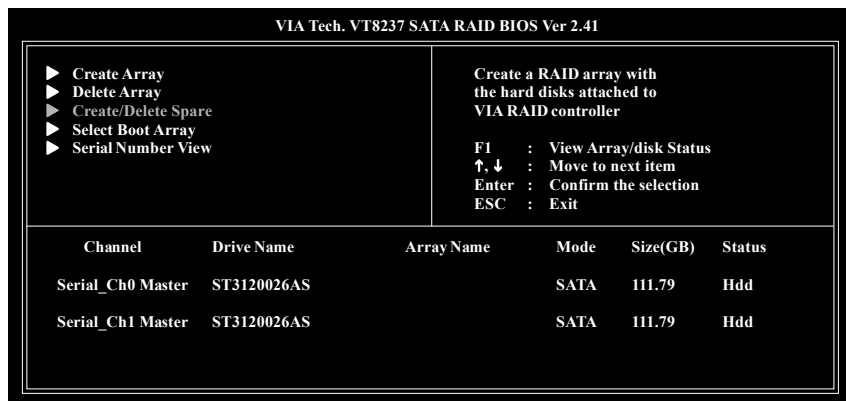 VIA Tech. VT8237 SATA RAID BIOS Ver 2.41
Create Array
Delete Array
Create/Delete Spare
Select Boot Array
Serial Number View
Create a RAID array with
the hard disks attached to
VIA RAID controller
F1 : View Array/disk Status
↑, ↓ : Move to next item
Enter : Confirm the selection
ESC : Exit
Channel Drive Name Array Name Mode Size(GB) Status
Serial_Ch0 Master ST3120026AS SATA 111.79 Hdd
Serial_Ch1 Master ST3120026AS SATA 111.79 Hdd